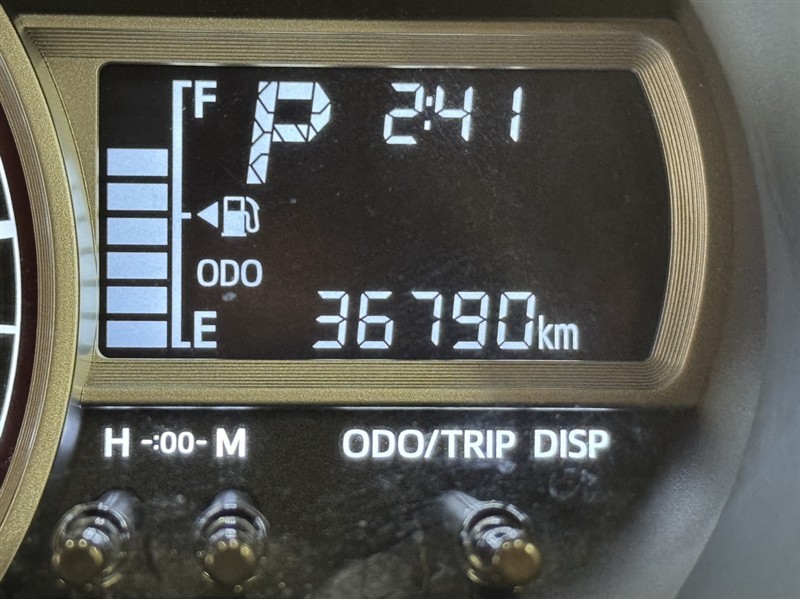 F P 2:41
ODO
E 36790km
H -:00- M ODO/TRIP DISP